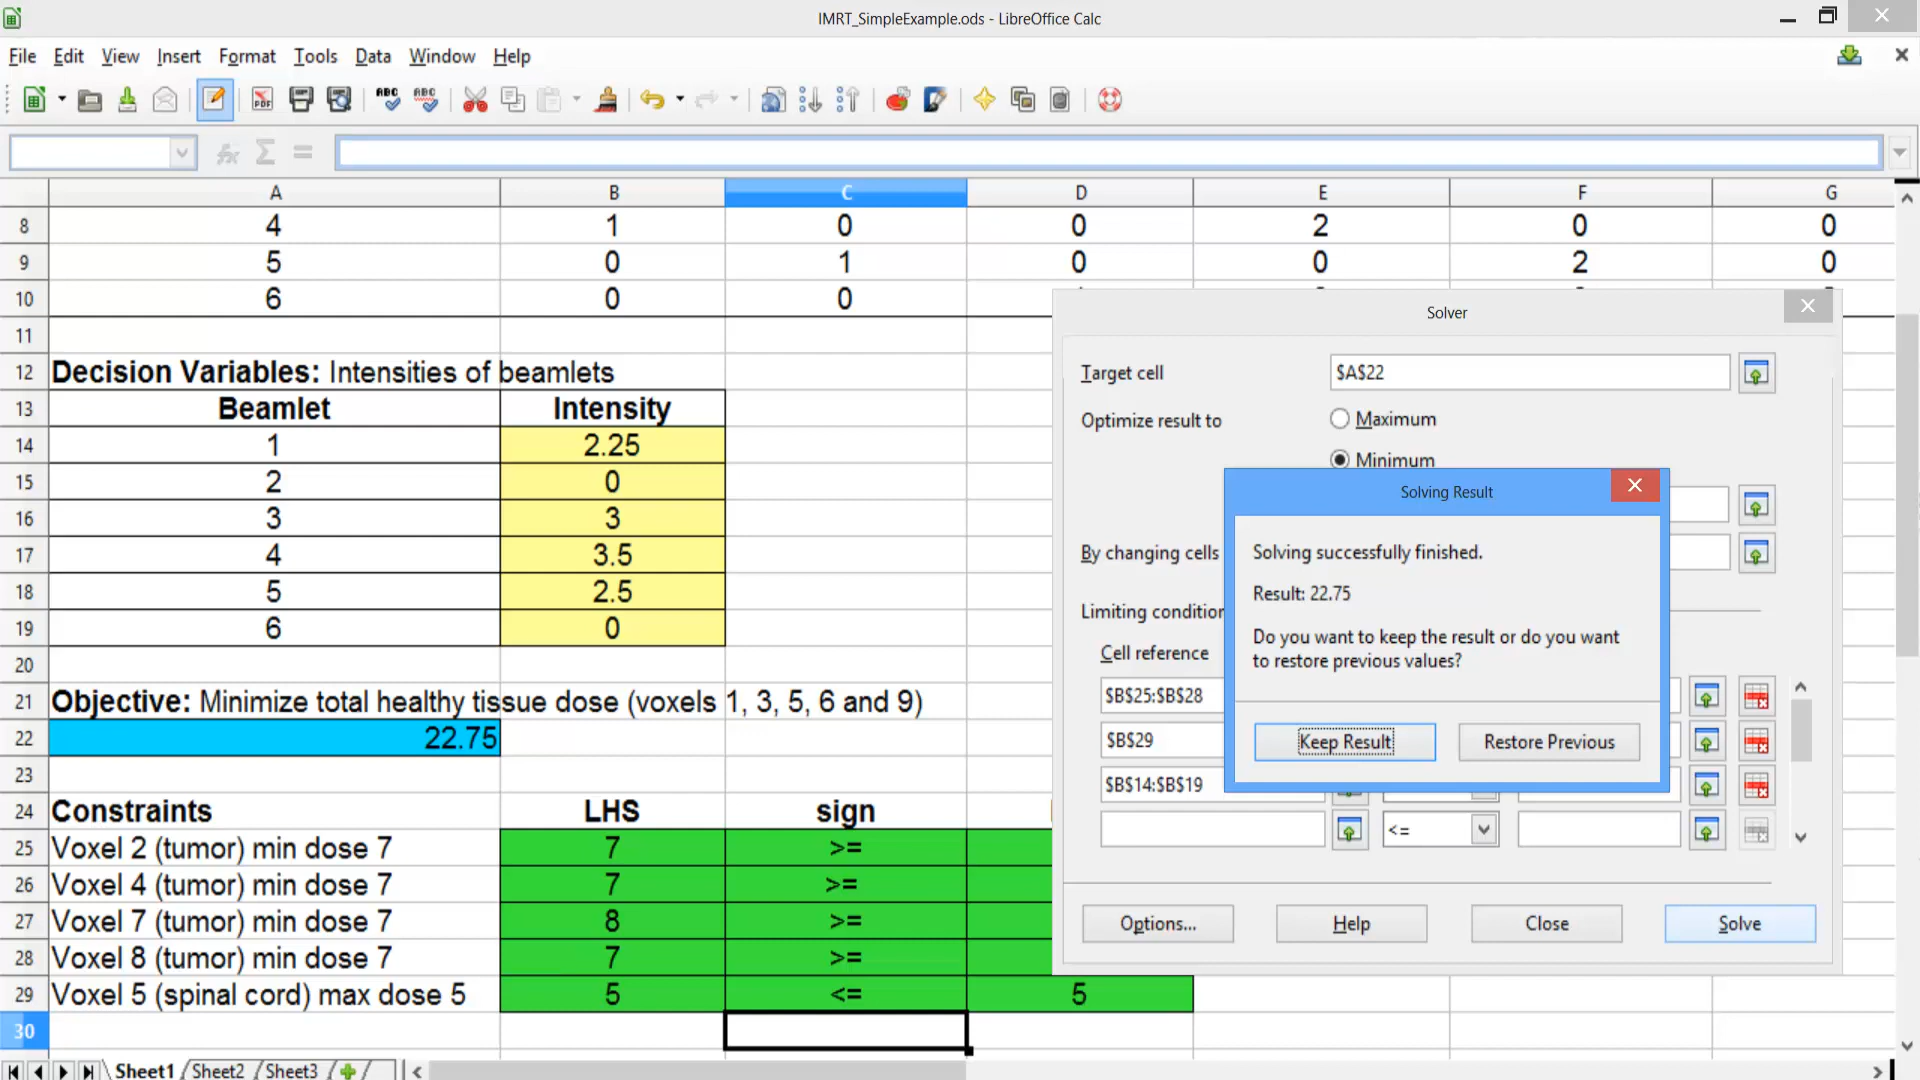 IMRT_SimpleExample.ods - LibreOffice Calc
File Edit View Insert Format Tools Data Window Help
A B C D E F G
8 4 1 0 0 2 0 0
9 5 0 1 0 0 2 0
10 6 0 0
11
12 Decision Variables: Intensities of beamlets
13 Beamlet Intensity
14 1 2.25
15 2 0
16 3 3
17 4 3.5
18 5 2.5
19 6 0
20
21 Objective: Minimize total healthy tissue dose (voxels 1, 3, 5, 6 and 9)
22 22.75
23
24 Constraints LHS sign
25 Voxel 2 (tumor) min dose 7 7 >=
26 Voxel 4 (tumor) min dose 7 7 >=
27 Voxel 7 (tumor) min dose 7 8 >=
28 Voxel 8 (tumor) min dose 7 7 >=
29 Voxel 5 (spinal cord) max dose 5 5 <= 5
30
Sheet1 Sheet2 Sheet3
Solver
Target cell $A$22
Optimize result to Maximum
Minimum
By changing cells
Limiting condition
Cell reference
$B$25:$B$28
$B$29
$B$14:$B$19
<=
Options... Help Close Solve
Solving Result
Solving successfully finished.
Result: 22.75
Do you want to keep the result or do you want
to restore previous values?
Keep Result Restore Previous